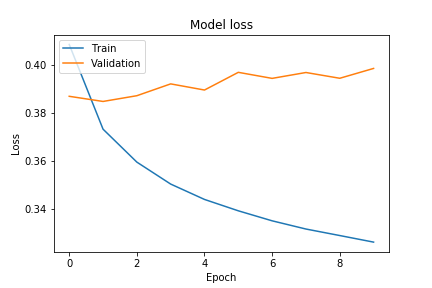 Model loss
Train
Validation
0.40
0.38
0.36
0.34
Loss
0 2 4 6 8
Epoch